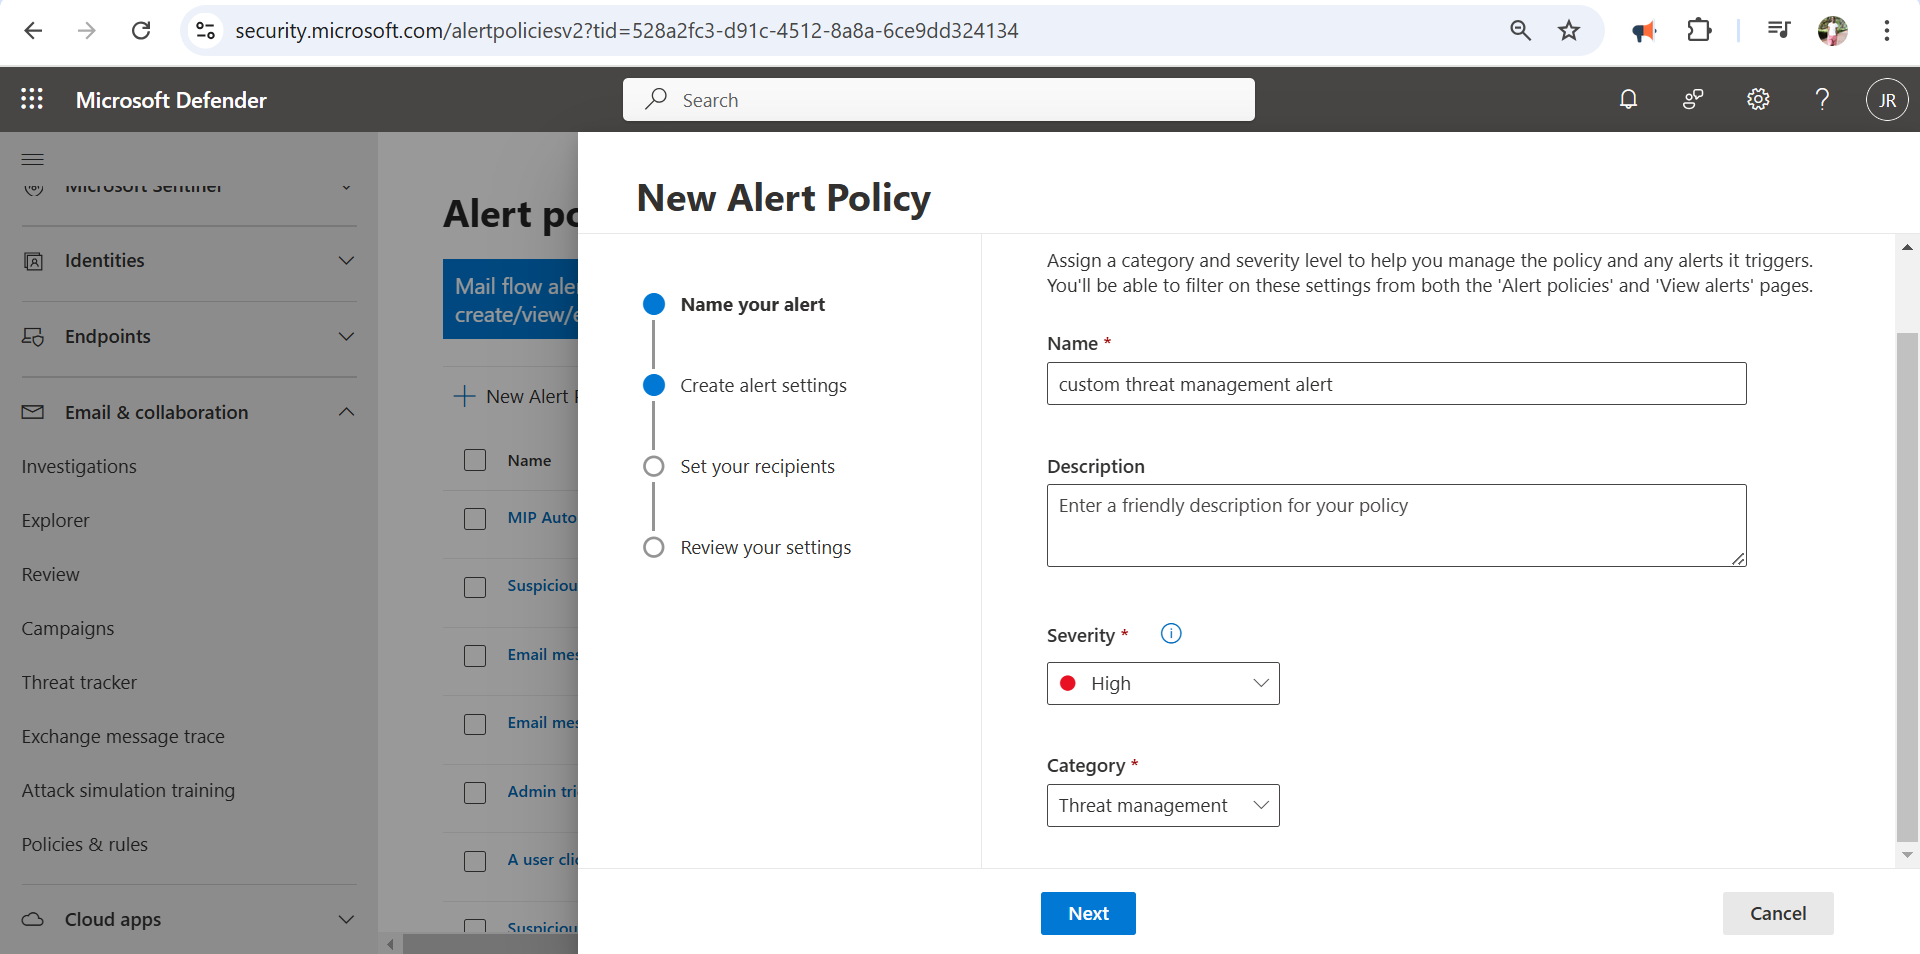 security.microsoft.com/alertpoliciesv2?tid=528a2fc3-d91c-4512-8a8a-6ce9dd324134
Microsoft Defender
Search
JR
Microsoft Sentinel
Identities
Endpoints
Email & collaboration
Investigations
Explorer
Review
Campaigns
Threat tracker
Exchange message trace
Attack simulation training
Policies & rules
Cloud apps
Alert po
Mail flow aler
create/view/e
New Alert P
Name
MIP Auto
Suspiciou
Email mes
Email mes
Admin trig
A user clic
Suspiciou
New Alert Policy
Name your alert
Create alert settings
Set your recipients
Review your settings
Assign a category and severity level to help you manage the policy and any alerts it triggers.
You'll be able to filter on these settings from both the 'Alert policies' and 'View alerts' pages.
Name *
custom threat management alert
Description
Enter a friendly description for your policy
Severity *
High
Category *
Threat management
Next
Cancel